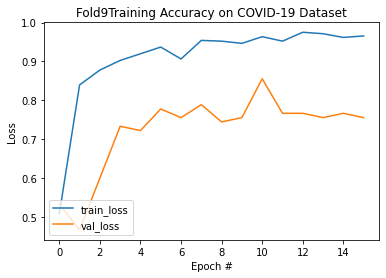 Fold9Training Accuracy on COVID-19 Dataset
Loss
1.0
0.9
0.8
0.7
0.6
0.5
train_loss
val_loss
0 2 4 6 8 10 12 14
Epoch #